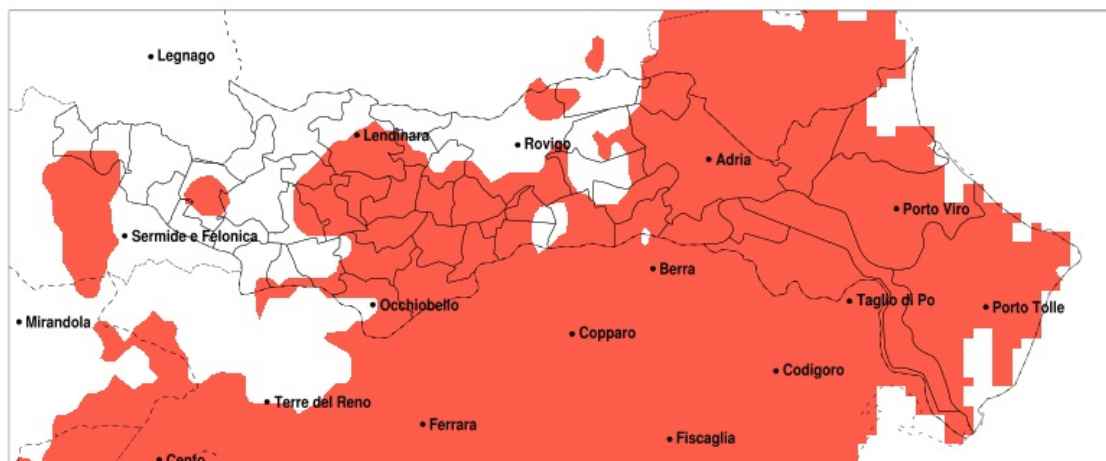 Legnago
Lendinara
Rovigo
Adria
Porto Viro
Sermide e Felonica
Berra
Taglio di Po
Porto Tolle
Occhiobello
Mirandola
Copparo
Codigoro
Terre del Reno
Ferrara
Fiscaglia
Cento